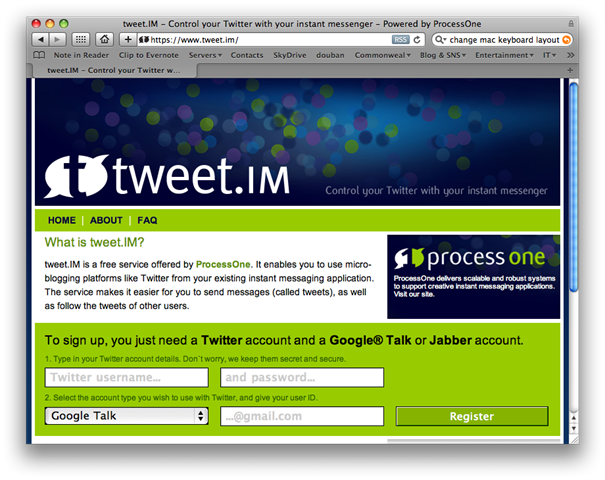 tweet.IM – Control your Twitter with your instant messenger – Powered by ProcessOne
https://www.tweet.im/ RSS change mac keyboard layout
Note in Reader Clip to Evernote Servers Contacts SkyDrive douban Commonweal Blog & SNS Entertainment IT
tweet.IM – Control your Twitter w...
tweet.IM
Control your Twitter with your instant messenger
HOME | ABOUT | FAQ
What is tweet.IM?
tweet.IM is a free service offered by ProcessOne. It enables you to use micro-
blogging platforms like Twitter from your existing instant messaging application.
The service makes it easier for you to send messages (called tweets), as well
as follow the tweets of other users.
process one
ProcessOne delivers scalable and robust systems
to support creative instant messaging applications.
Visit our site.
To sign up, you just need a Twitter account and a Google® Talk or Jabber account.
1. Type in your Twitter account details. Don`t worry, we keep them secret and secure.
Twitter username... and password...
2. Select the account type you wish to use with Twitter, and give your user ID.
Google Talk ...@gmail.com Register